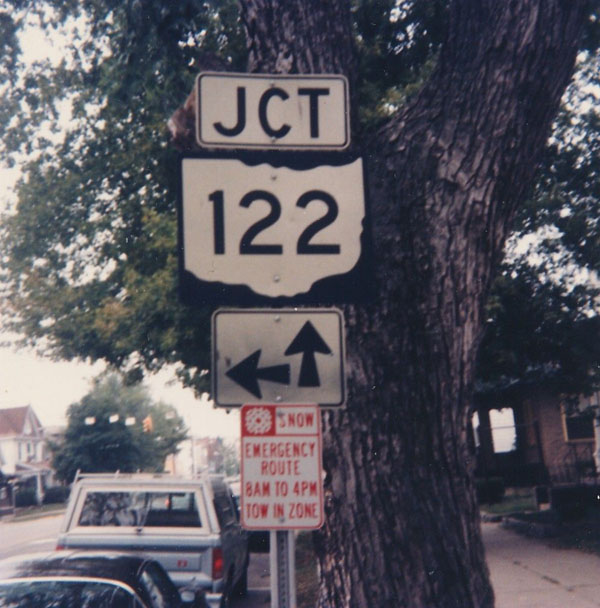 JCT
122
SNOW
EMERGENCY
ROUTE
8AM TO 4PM
TOW IN ZONE